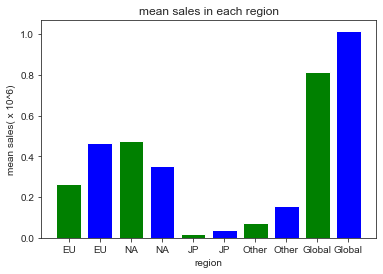 mean sales in each region
mean sales( x 10^6)
1.0
0.8
0.6
0.4
0.2
0.0
EU EU NA NA JP JP Other Other Global Global
region